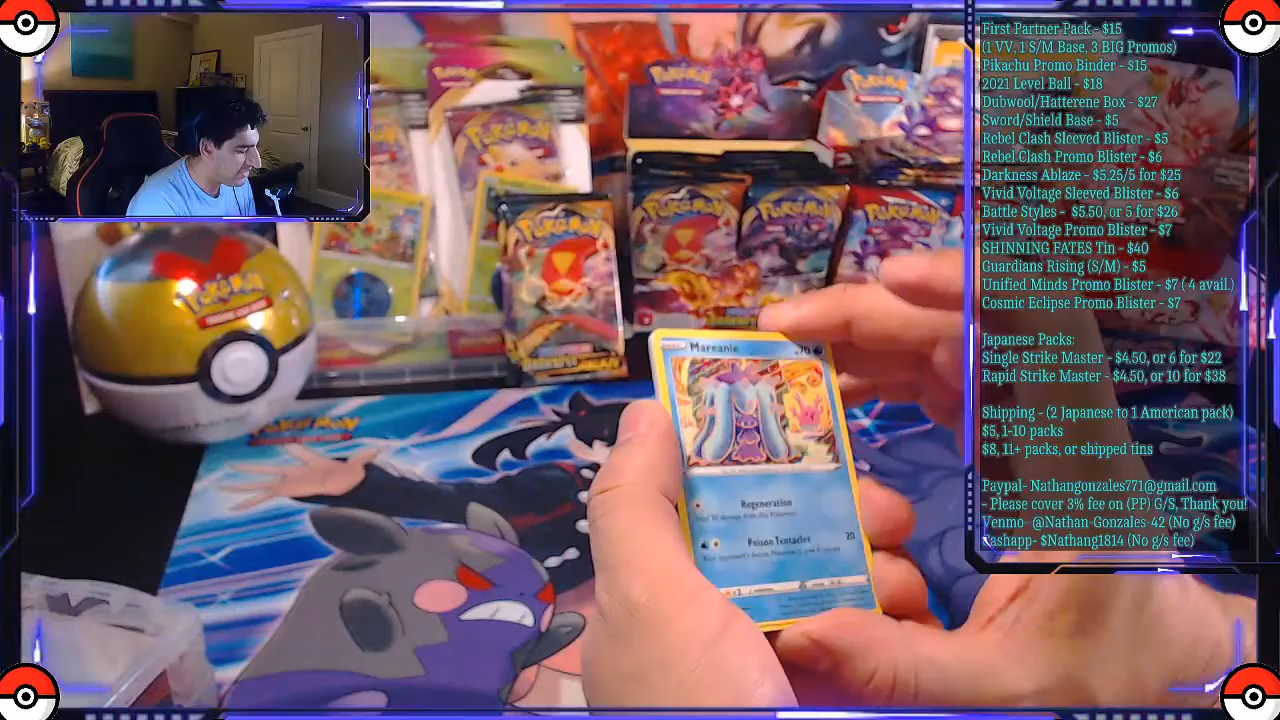 First Partner Pack - $15
(1 VV, 1 S/M Base, 3 BIG Promos)
Pikachu Promo Binder - $15
2021 Level Ball - $18
Dubwool/Hatterene Box - $27
Sword/Shield Base - $5
Rebel Clash Sleeved Blister - $5
Rebel Clash Promo Blister - $6
Darkness Ablaze - $5.25/5 for $25
Vivid Voltage Sleeved Blister - $6
Battle Styles - $5.50, or 5 for $26
Vivid Voltage Promo Blister - $7
SHINNING FATES Tin - $40
Guardians Rising (S/M) - $5
Unified Minds Promo Blister - $7 ( 4 avail.)
Cosmic Eclipse Promo Blister - $7
Japanese Packs:
Single Strike Master - $4.50, or 6 for $22
Rapid Strike Master - $4.50, or 10 for $38
Shipping - (2 Japanese to 1 American pack)
$5, 1-10 packs
$8, 11+ packs, or shipped tins
Paypal- Nathangonzales771@gmail.com
- Please cover 3% fee on (PP) G/S, Thank you!
Venmo- @Nathan-Gonzales-42 (No g/s fee)
Cashapp- $Nathang1814 (No g/s fee)
Pokémon
Pokémon
Pokémon
Pokémon
Pokémon
Pokémon
Pokémon
Pokémon
Mareanie
70
Regeneration
Poison Tentacles
20